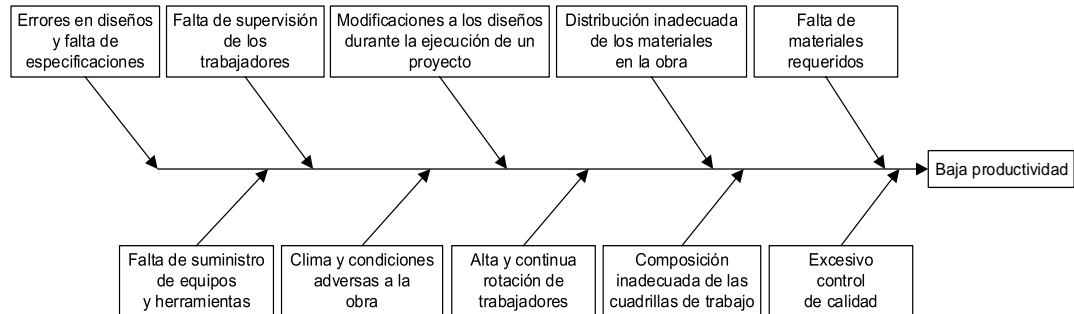 Errores en diseños
y falta de
especificaciones
Falta de supervisión
de los
trabajadores
Modificaciones a los diseños
durante la ejecución de un
proyecto
Distribución inadecuada
de los materiales
en la obra
Falta de
materiales
requeridos
Baja productividad
Falta de suministro
de equipos
y herramientas
Clima y condiciones
adversas a la
obra
Alta y continua
rotación de
trabajadores
Composición
inadecuada de las
cuadrillas de trabajo
Excesivo
control
de calidad